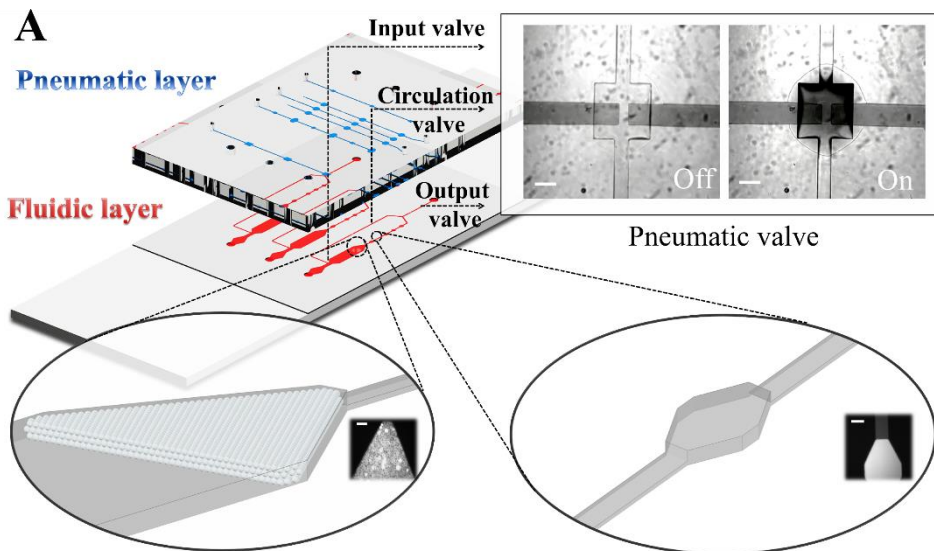 A
Input valve
Pneumatic layer
Circulation
valve
Fluidic layer
Output
valve
Off
On
Pneumatic valve